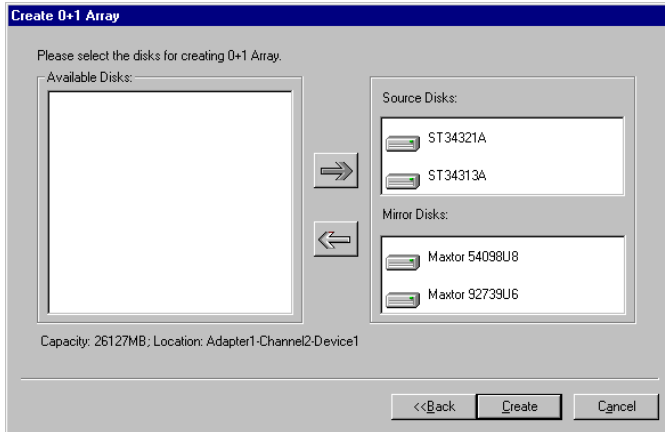 Create 0+1 Array
Please select the disks for creating 0+1 Array.
Available Disks:
Source Disks:
ST34321A
ST34313A
Mirror Disks:
Maxtor 54098U8
Maxtor 92739U6
Capacity: 26127MB; Location: Adapter1-Channel2-Device1
<<Back
Create
Cancel